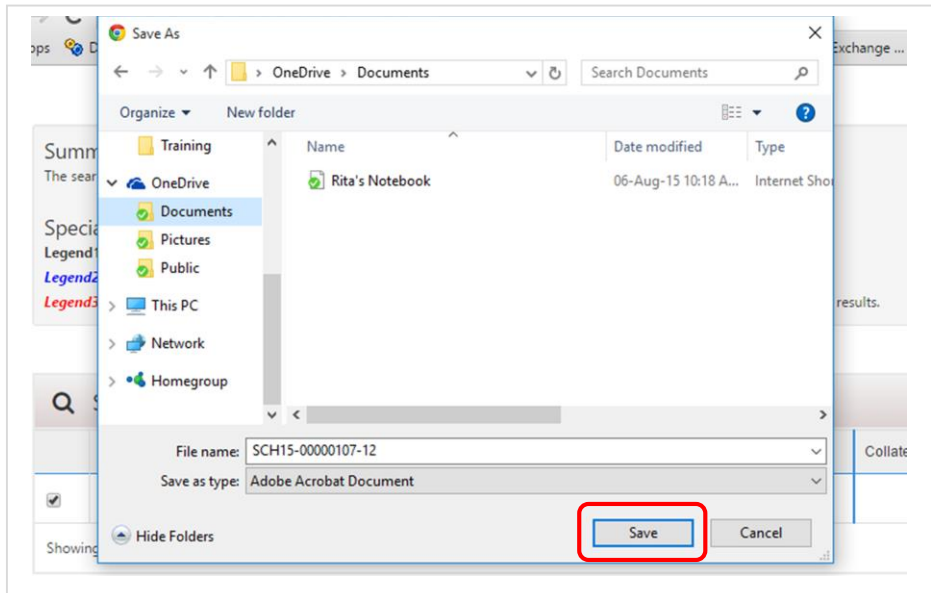 Save As
ops
Exchange ...
OneDrive > Documents
Search Documents
Organize
New folder
Training
Name
Date modified
Type
OneDrive
Rita's Notebook
06-Aug-15 10:18 A...
Internet Shor
Documents
Pictures
Public
This PC
Network
Homegroup
Summ
The sear
Specia
Legend1
Legend2
Legend3
results.
File name:
SCH15-00000107-12
Collate
Save as type:
Adobe Acrobat Document
Hide Folders
Save
Cancel
Showing